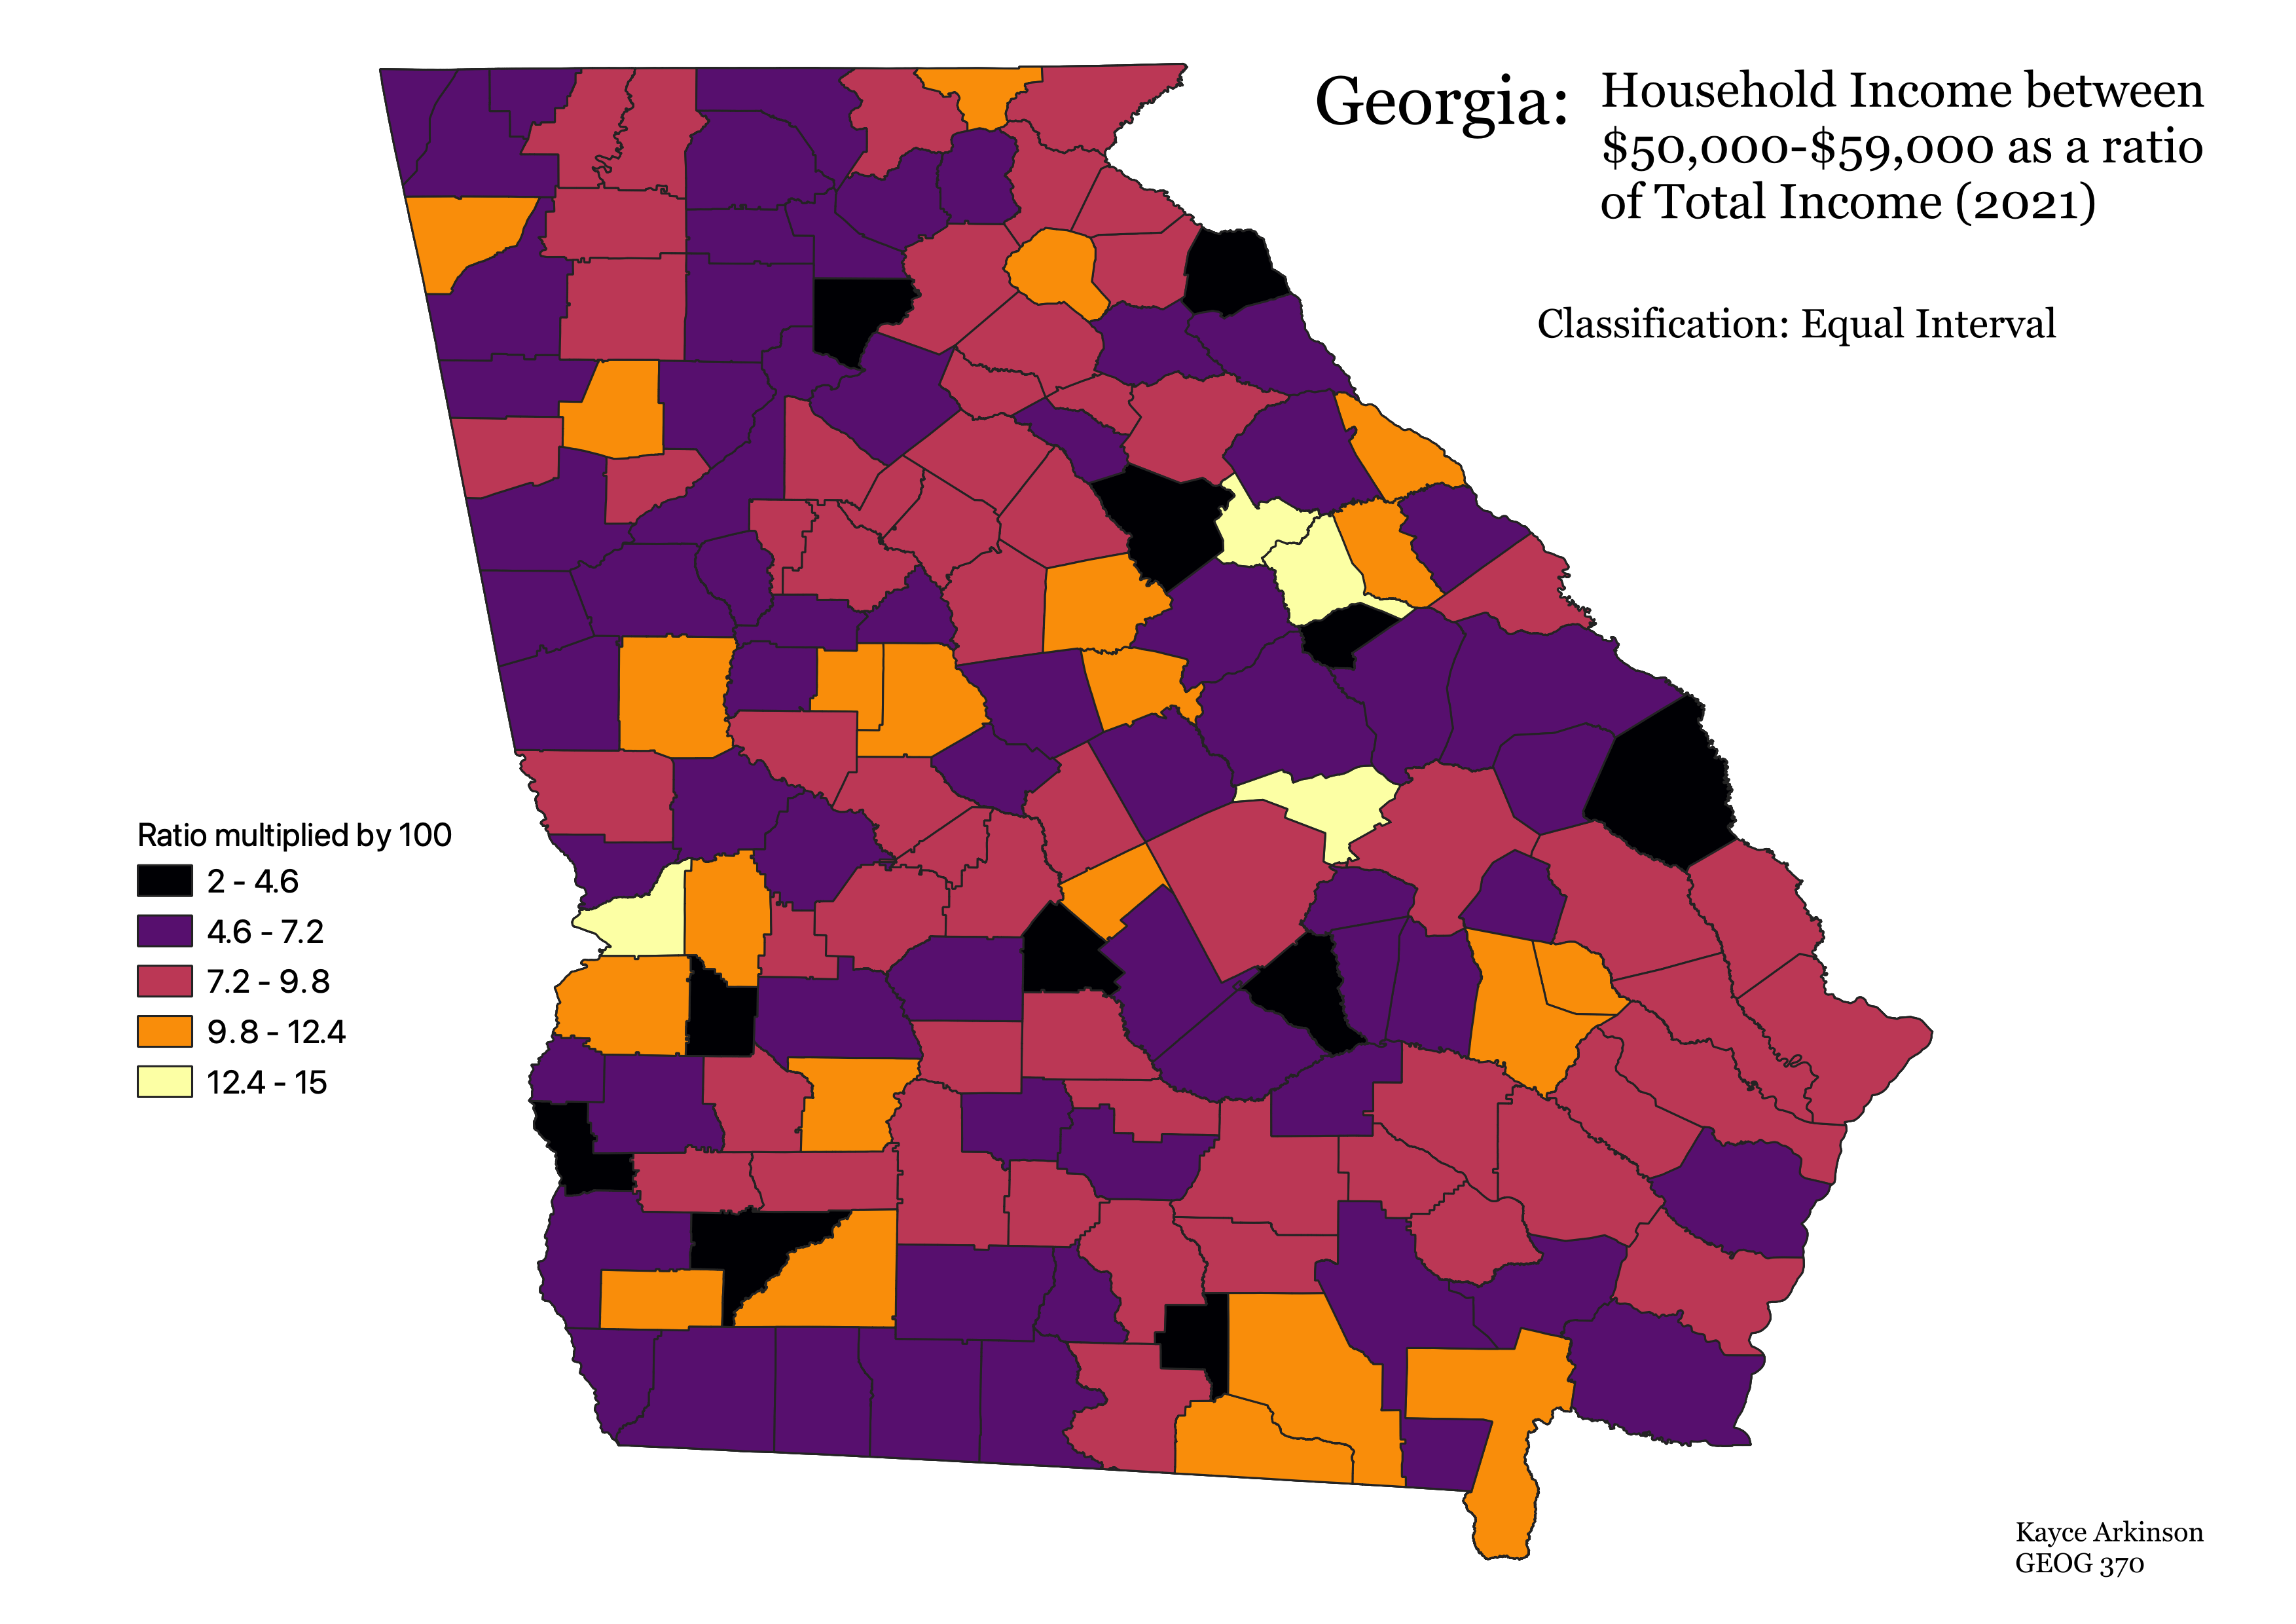 Georgia:
Household Income between
$50,000-$59,000 as a ratio
of Total Income (2021)
Classification: Equal Interval
Ratio multiplied by 100
2 - 4.6
4.6 - 7.2
7.2 - 9.8
9.8 - 12.4
12.4 - 15
Kayce Arkinson
GEOG 370